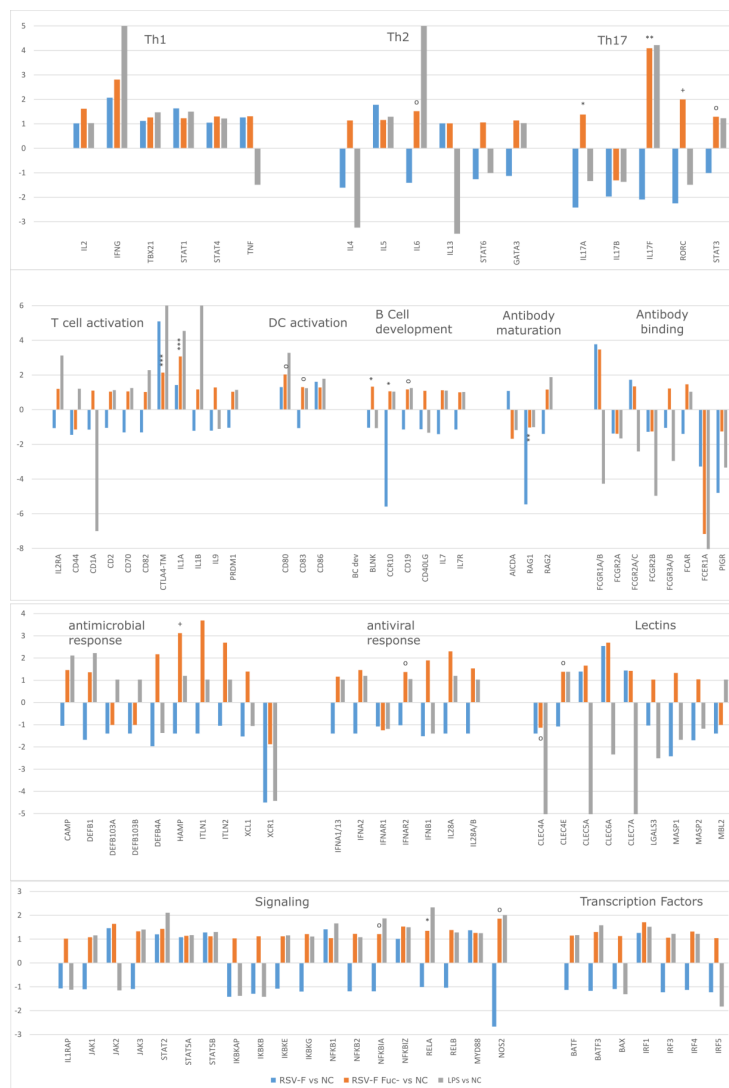 Th1 Th2 Th17
5
4
3
2
1
0
-1
-2
-3
o ** * + o
IL2 IFNG TBX21 STAT1 STAT4 TNF IL4 IL5 IL6 IL13 STAT6 GATA3 IL17A IL17B IL17F RORC STAT3
T cell activation DC activation B Cell development Antibody maturation Antibody binding
6
4
2
0
-2
-4
-6
-8
*** *** o o * * o **
IL2RA CD44 CD1A CD2 CD70 CD82 CTLA4-TM IL1A IL1B IL9 PRDM1 CD80 CD83 CD86 BC dev BLNK CCR10 CD19 CD40LG IL7 IL7R AICDA RAG1 RAG2 FCGR1A/B FCGR2A FCGR2A/C FCGR2B FCGR3A/B FCAR FCER1A PIGR
antimicrobial response antiviral response Lectins
5
4
3
2
1
0
-1
-2
-3
-4
-5
* o o o
CAMP DEFB1 DEFB103A DEFB103B DEFB4A HAMP ITLN1 ITLN2 XCL1 XCR1 IFNA1/13 IFNA2 IFNAR1 IFNAR2 IFNB1 IL28A IL28A/B CLEC4A CLEC4E CLEC5A CLEC6A CLEC7A LGALS3 MASP1 MASP2 MBL2
Signaling Transcription Factors
3
2
1
0
-1
-2
-3
o * o
IL1RAP JAK1 JAK2 JAK3 STAT2 STAT5A STAT5B IKBKAP IKBKB IKBKE IKBKG NFKB1 NFKB2 NFKBIA NFKBIZ RELA RELB MYD88 NOS2 BATF BATF3 BAX IRF1 IRF3 IRF4 IRF5
RSV-F vs NC RSV-F Fuc- vs NC LPS vs NC